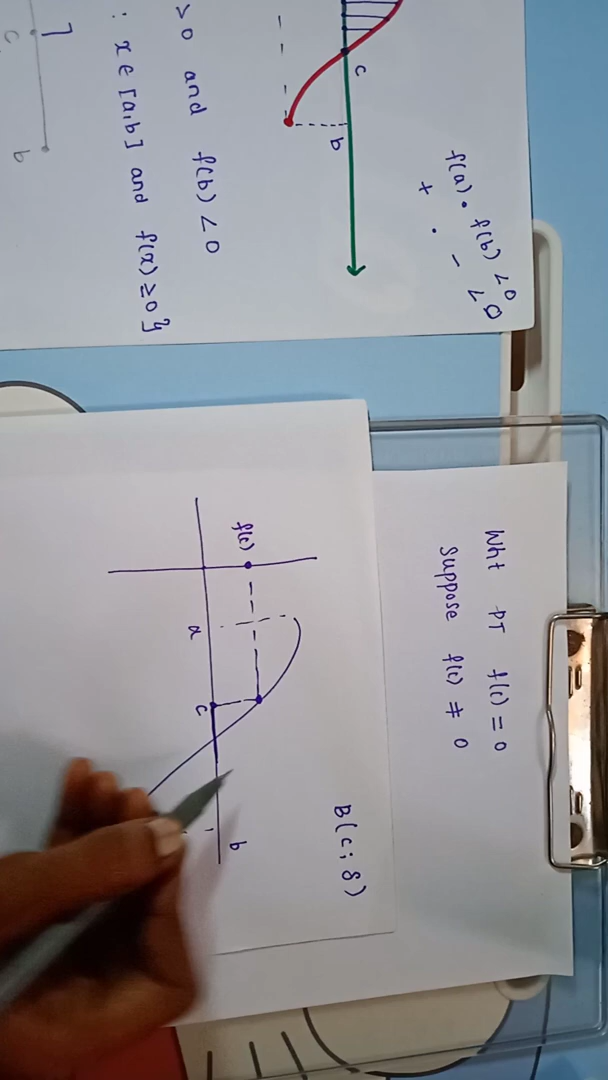 f(a) · f(b) < 0
+ · - < 0
c
b
> 0 and f(b) < 0
: x ∈ [a,b] and f(x) ≥ 0}
]
c
b
Wht PT f(c) = 0
Suppose f(c) ≠ 0
B(c; δ)
f(c)
a
c
b